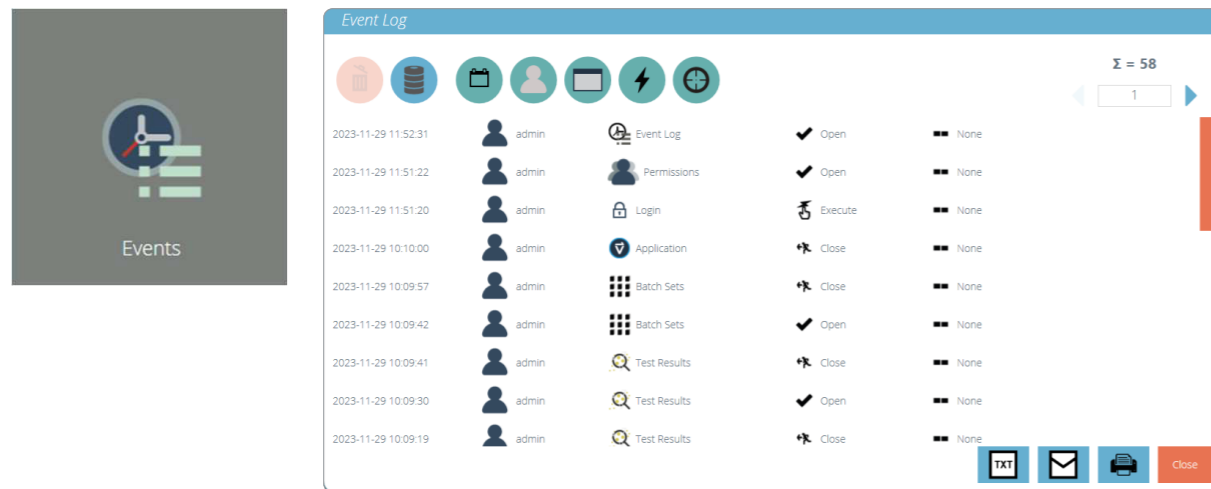 Events
Event Log
Σ = 58
1
2023-11-29 11:52:31 admin Event Log Open None
2023-11-29 11:51:22 admin Permissions Open None
2023-11-29 11:51:20 admin Login Execute None
2023-11-29 10:10:00 admin Application Close None
2023-11-29 10:09:57 admin Batch Sets Close None
2023-11-29 10:09:42 admin Batch Sets Open None
2023-11-29 10:09:41 admin Test Results Close None
2023-11-29 10:09:30 admin Test Results Open None
2023-11-29 10:09:19 admin Test Results Close None
TXT Close